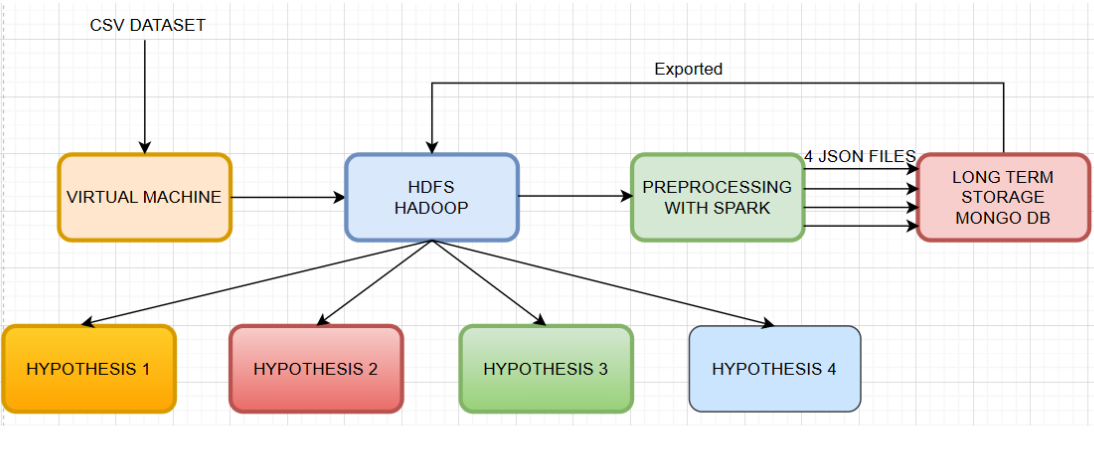 CSV DATASET
Exported
VIRTUAL MACHINE
HDFS
HADOOP
PREPROCESSING
WITH SPARK
4 JSON FILES
LONG TERM
STORAGE
MONGO DB
HYPOTHESIS 1
HYPOTHESIS 2
HYPOTHESIS 3
HYPOTHESIS 4